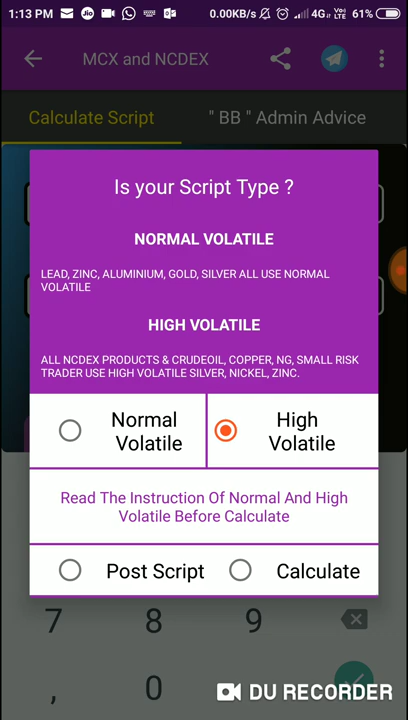 1:13 PM
0.00KB/s 4G VoLTE 61%
MCX and NCDEX
Calculate Script
" BB " Admin Advice
Is your Script Type ?
NORMAL VOLATILE
LEAD, ZINC, ALUMINIUM, GOLD, SILVER ALL USE NORMAL
VOLATILE
HIGH VOLATILE
ALL NCDEX PRODUCTS & CRUDEOIL, COPPER, NG, SMALL RISK
TRADER USE HIGH VOLATILE SILVER, NICKEL, ZINC.
Normal
Volatile
High
Volatile
Read The Instruction Of Normal And High
Volatile Before Calculate
Post Script
Calculate
7 8 9
, 0
DU RECORDER